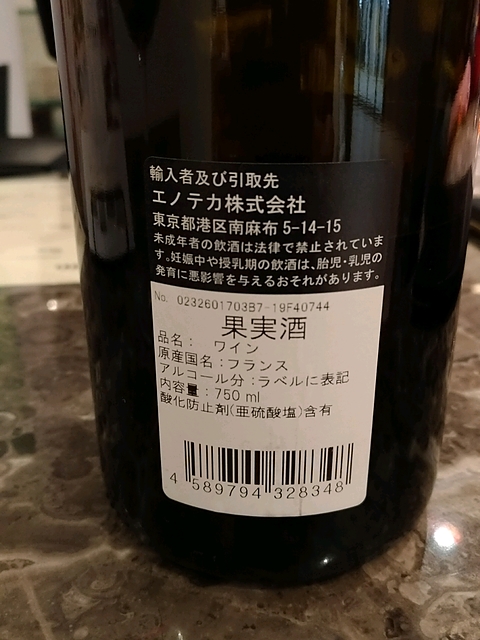 輸入者及び引取先
エノテカ株式会社
東京都港区南麻布 5-14-15
未成年者の飲酒は法律で禁止されていま
す。妊娠中や授乳期の飲酒は、胎児・乳児の
発育に悪影響を与えるおそれがあります。
No. 0232601703B7-19F40744
果実酒
品名： ワイン
原産国名：フランス
アルコール分：ラベルに表記
内容量：750 ml
酸化防止剤(亜硫酸塩)含有
4 589794 328348